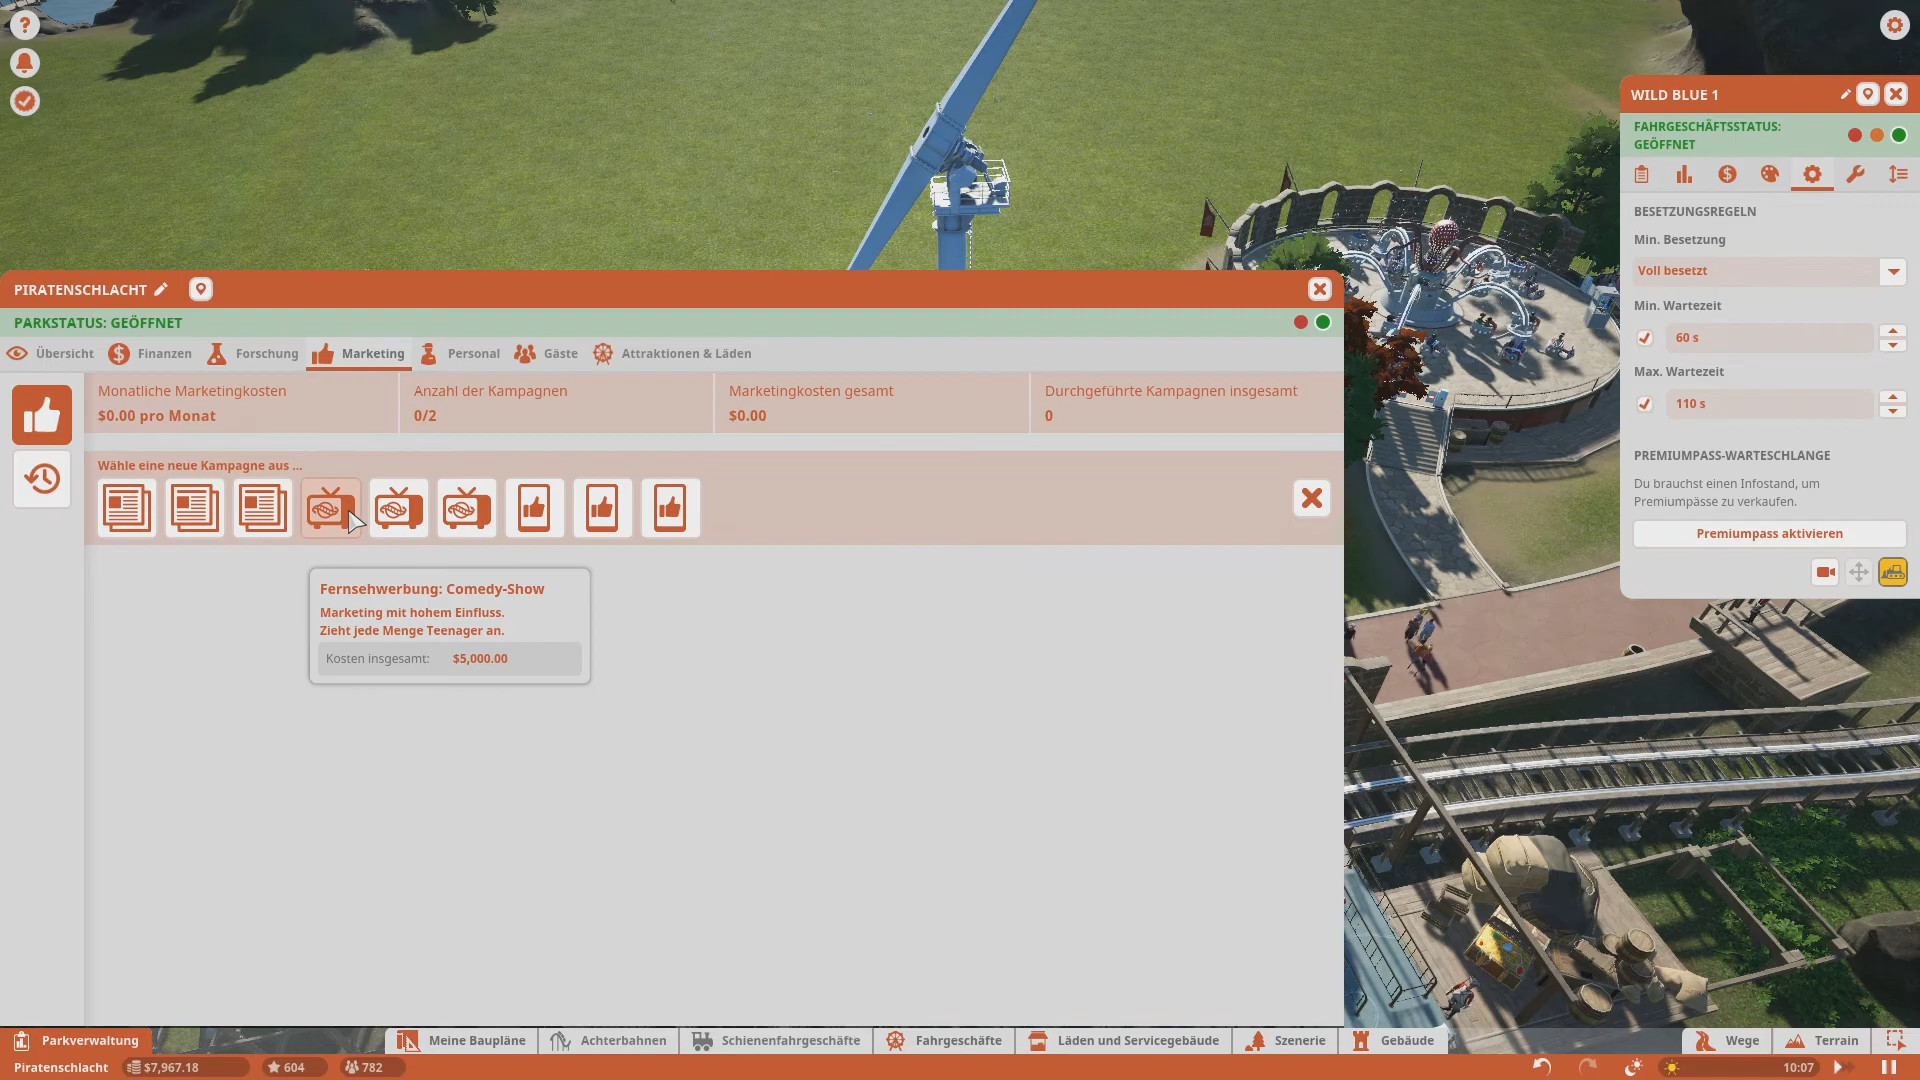 WILD BLUE 1
FAHRGESCHÄFTSSTATUS:
GEÖFFNET
BESETZUNGSREGELN
Min. Besetzung
Voll besetzt
Min. Wartezeit
60 s
Max. Wartezeit
110 s
PREMIUMPASS-WARTESCHLANGE
Du brauchst einen Infostand, um
Premiumpässe zu verkaufen.
Premiumpass aktivieren
PIRATENSCHLACHT
PARKSTATUS: GEÖFFNET
Übersicht Finanzen Forschung Marketing Personal Gäste Attraktionen & Läden
Monatliche Marketingkosten Anzahl der Kampagnen Marketingkosten gesamt Durchgeführte Kampagnen insgesamt
$0.00 pro Monat 0/2 $0.00 0
Wähle eine neue Kampagne aus ...
Fernsehwerbung: Comedy-Show
Marketing mit hohem Einfluss.
Zieht jede Menge Teenager an.
Kosten insgesamt: $5,000.00
Parkverwaltung Meine Baupläne Achterbahnen Schienenfahrgeschäfte Fahrgeschäfte Läden und Servicegebäude Szenerie Gebäude Wege Terrain
Piratenschlacht $7,967.18 604 782 10:07